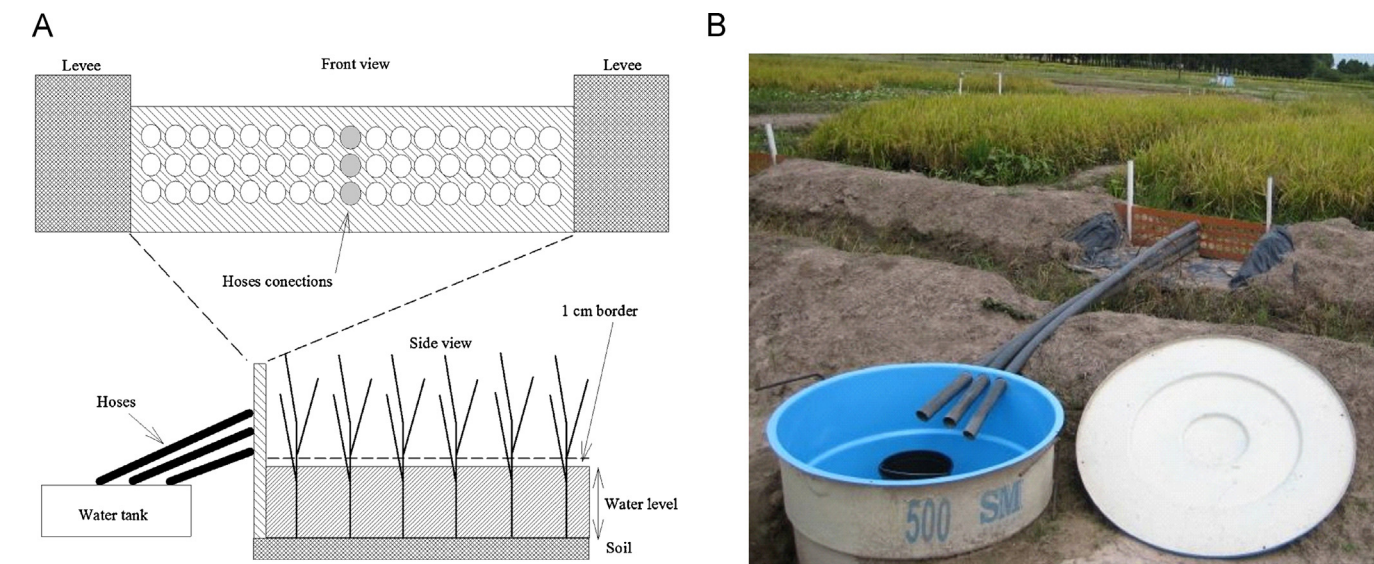 A
B
Levee
Front view
Levee
Hoses conections
1 cm border
Side view
Hoses
Water level
Water tank
Soil
500 SM